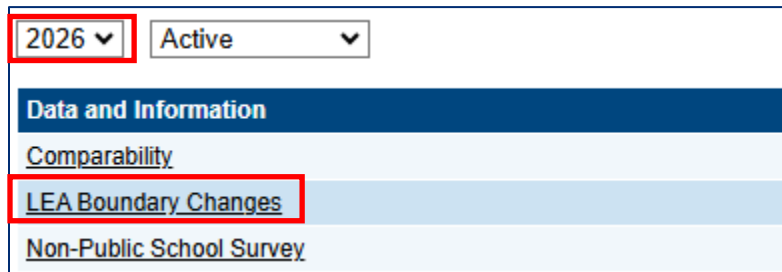 2026 Active
Data and Information
Comparability
LEA Boundary Changes
Non-Public School Survey